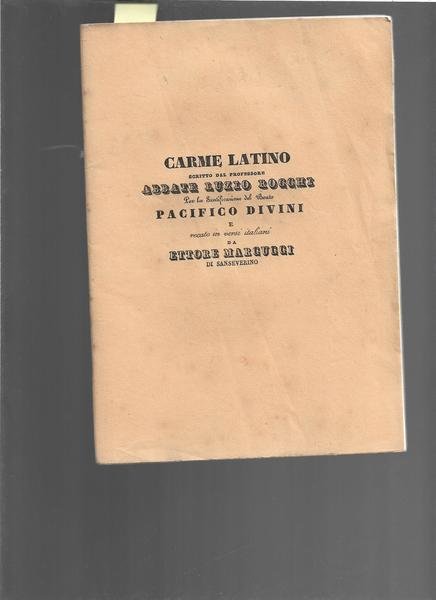 CARME LATINO
SCRITTO DAL PROFESSORE
ABBATE LUZIO ROCCHI
Per la Santificazione del Beato
PACIFICO DIVINI
E
recato in versi italiani
DA
ETTORE MARCUCCI
DI SANSEVERINO